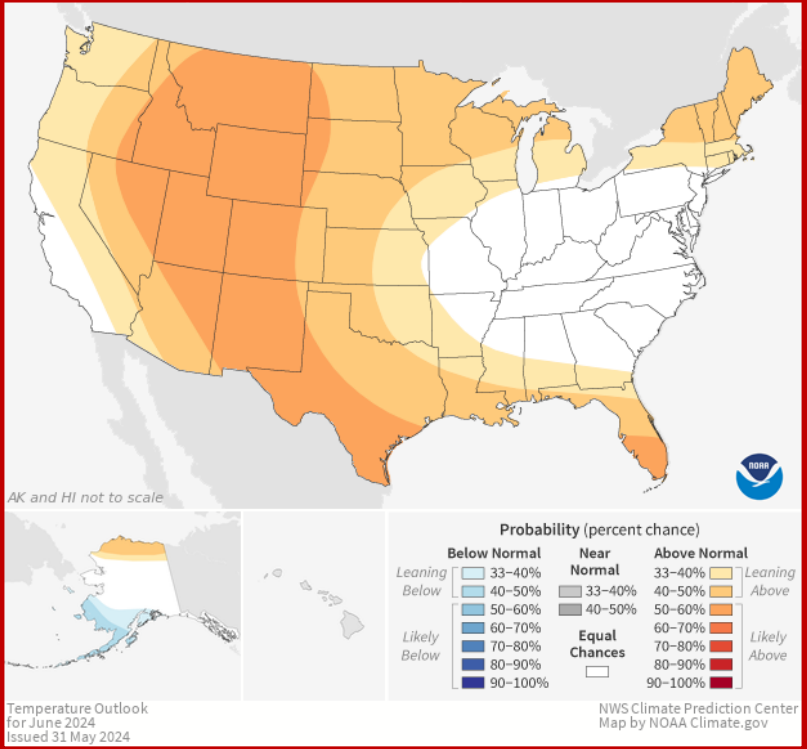 NOAA
AK and HI not to scale
Probability (percent chance)
Below Normal
Near
Normal
Above Normal
Leaning
Below
33–40%
40–50%
Likely
Below
50–60%
60–70%
70–80%
80–90%
90–100%
33–40%
40–50%
Equal
Chances
33–40%
40–50%
Leaning
Above
50–60%
60–70%
70–80%
80–90%
90–100%
Likely
Above
Temperature Outlook
for June 2024
Issued 31 May 2024
NWS Climate Prediction Center
Map by NOAA Climate.gov